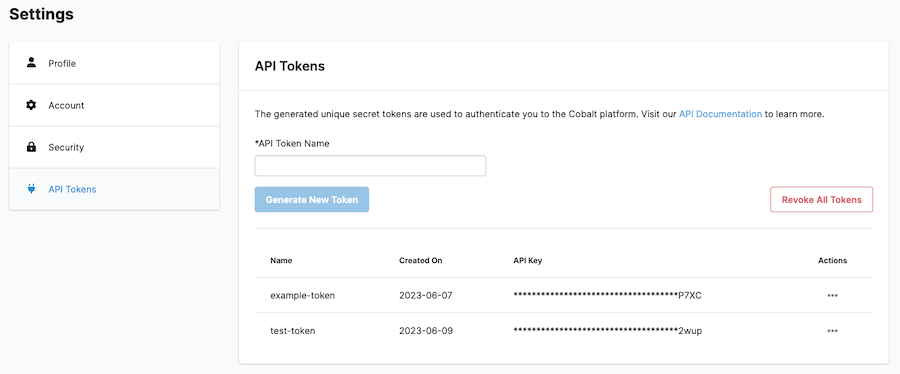 Settings
Profile
Account
Security
API Tokens
API Tokens
The generated unique secret tokens are used to authenticate you to the Cobalt platform. Visit our API Documentation to learn more.
*API Token Name
Generate New Token
Revoke All Tokens
Name Created On API Key Actions
example-token 2023-06-07 ************************************P7XC •••
test-token 2023-06-09 ************************************2wup •••